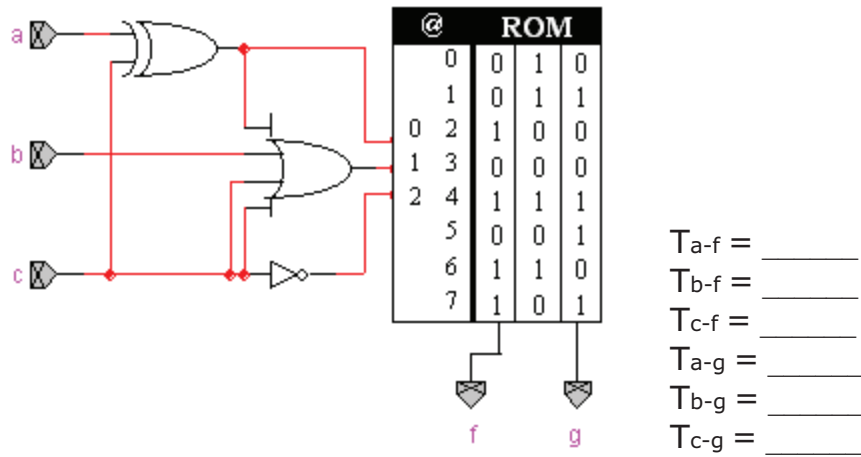 @ ROM
a
0 0 1 0
1 0 1 1
0 2 1 0 0
b
1 3 0 0 0
2 4 1 1 1
5 0 0 1
6 1 1 0
c
7 1 0 1
f g
Ta-f = ______
Tb-f = ______
Tc-f = ______
Ta-g = ______
Tb-g = ______
Tc-g = ______